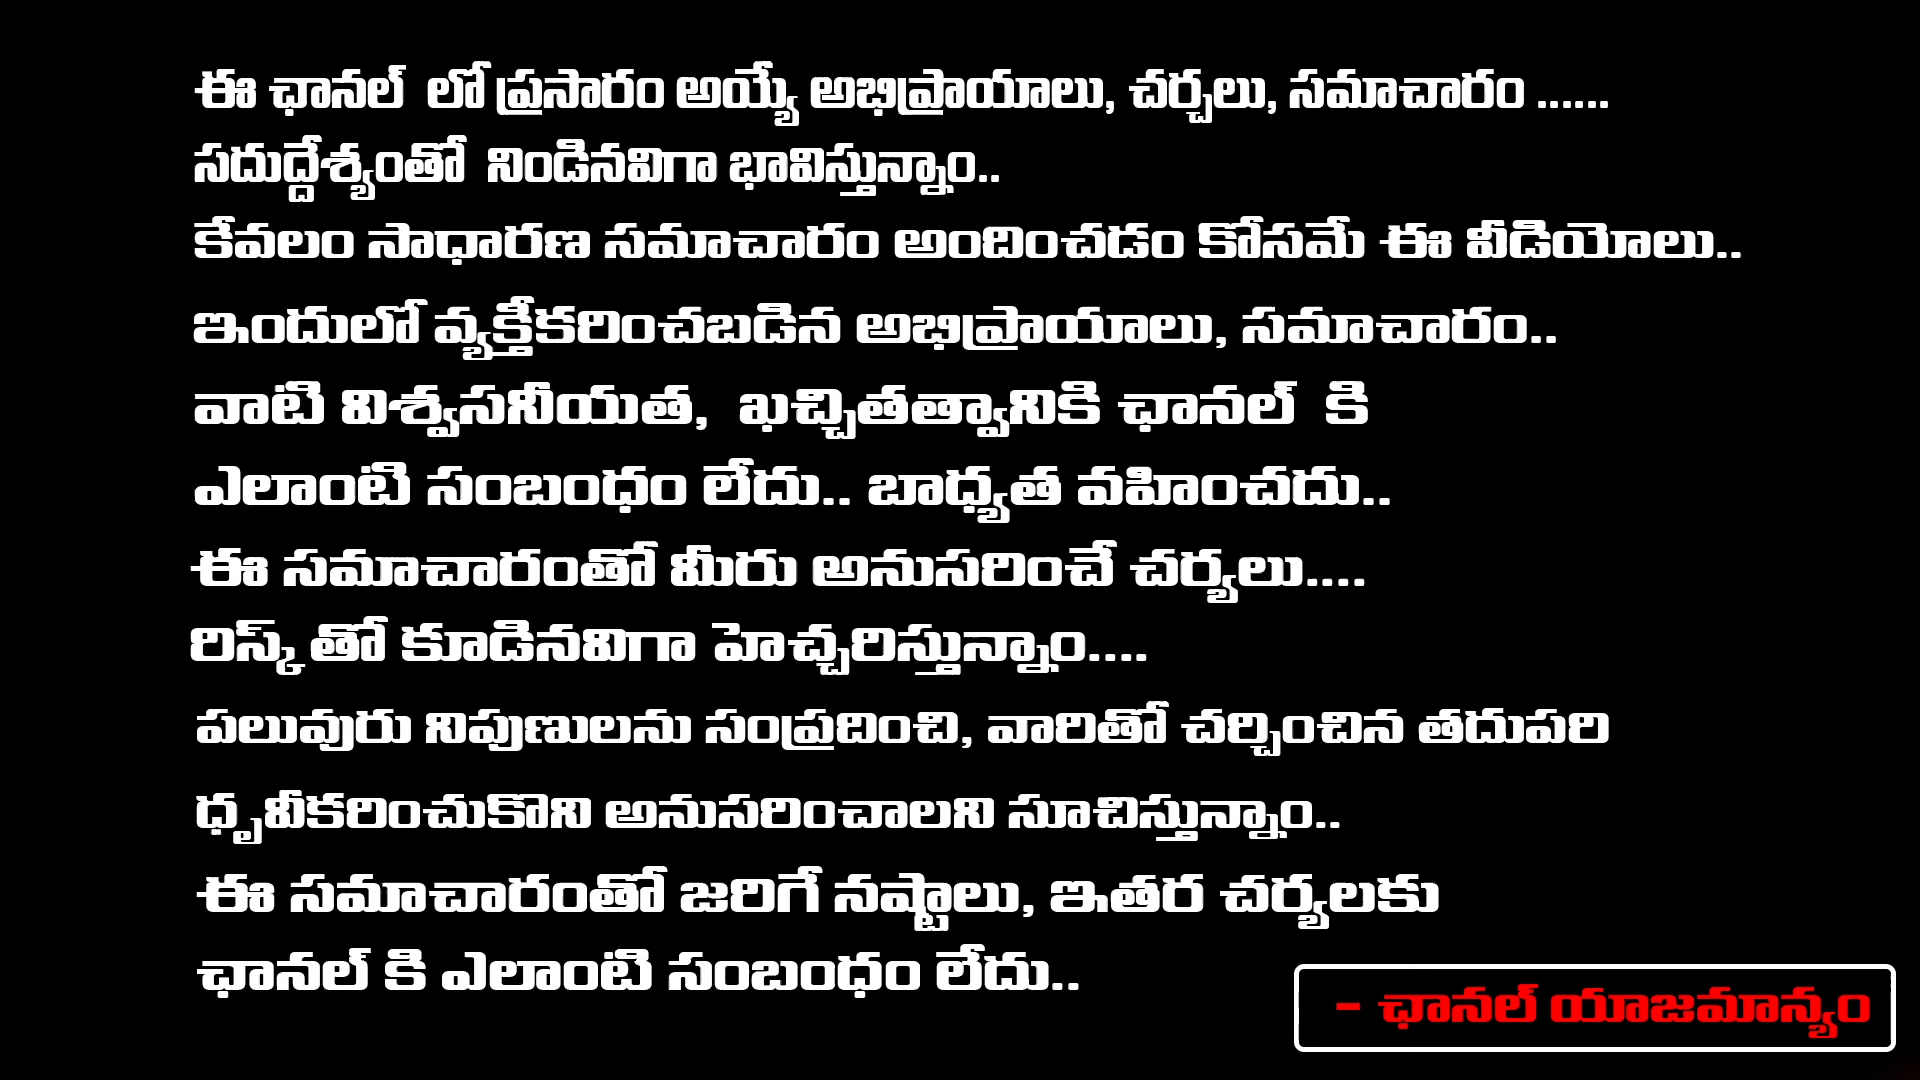 ఈ ఛానల్ లో ప్రసారం అయ్యే అభిప్రాయాలు, చర్చలు, సమాచారం ......
సదుద్దేశ్యంతో నిండినవిగా భావిస్తున్నాం..
కేవలం సాధారణ సమాచారం అందించడం కోసమే ఈ వీడియోలు..
ఇందులో వ్యక్తీకరించబడిన అభిప్రాయాలు, సమాచారం..
వాటి విశ్వసనీయత, ఖచ్చితత్వానికి ఛానల్ కి
ఎలాంటి సంబంధం లేదు.. బాధ్యత వహించదు..
ఈ సమాచారంతో మీరు అనుసరించే చర్యలు....
రిస్క్ తో కూడినవిగా హెచ్చరిస్తున్నాం....
పలువురు నిపుణులను సంప్రదించి, వారితో చర్చించిన తదుపరి
ధృవీకరించుకొని అనుసరించాలని సూచిస్తున్నాం..
ఈ సమాచారంతో జరిగే నష్టాలు, ఇతర చర్యలకు
ఛానల్ కి ఎలాంటి సంబంధం లేదు..
- ఛానల్ యాజమాన్యం